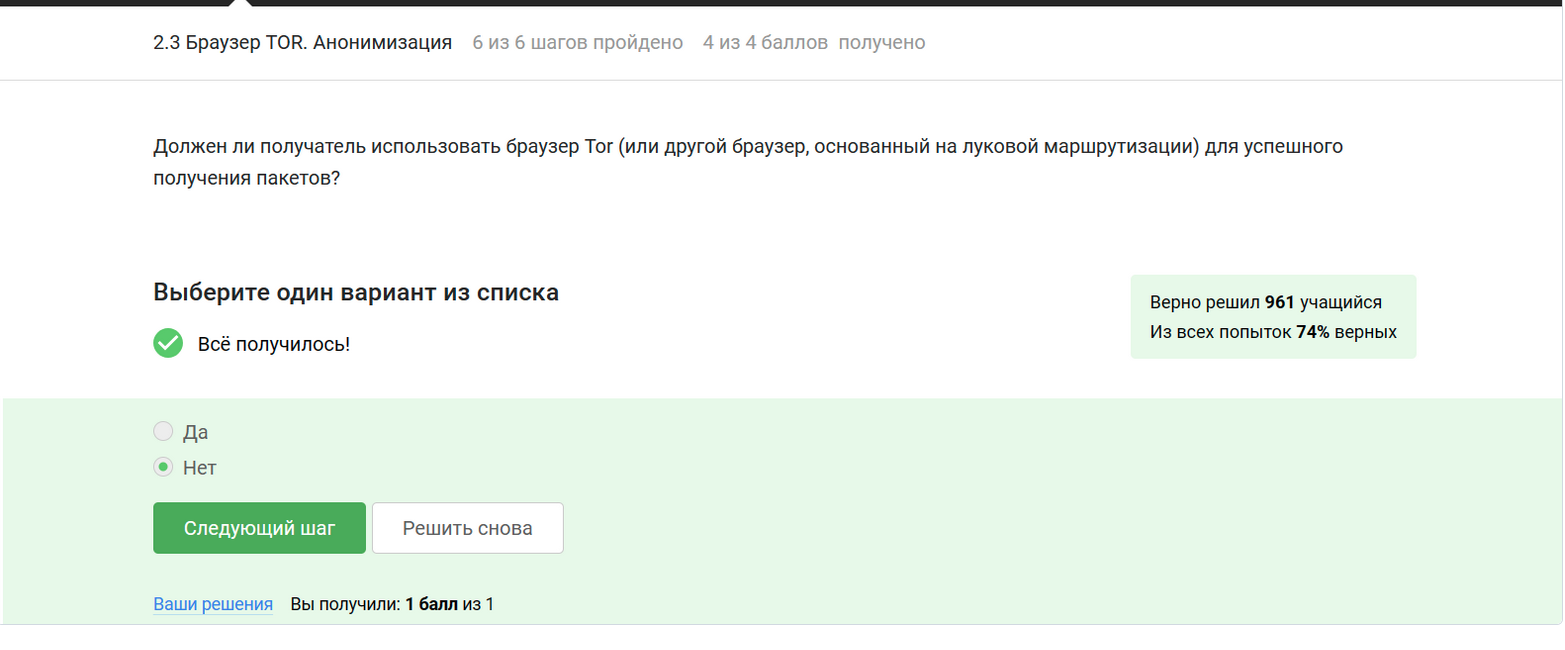 2.3 Браузер TOR. Анонимизация 6 из 6 шагов пройдено 4 из 4 баллов получено
Должен ли получатель использовать браузер Tor (или другой браузер, основанный на луковой маршрутизации) для успешного
получения пакетов?
Выберите один вариант из списка
Всё получилось!
Верно решил 961 учащийся
Из всех попыток 74% верных
Да
Нет
Следующий шаг
Решить снова
Ваши решения Вы получили: 1 балл из 1